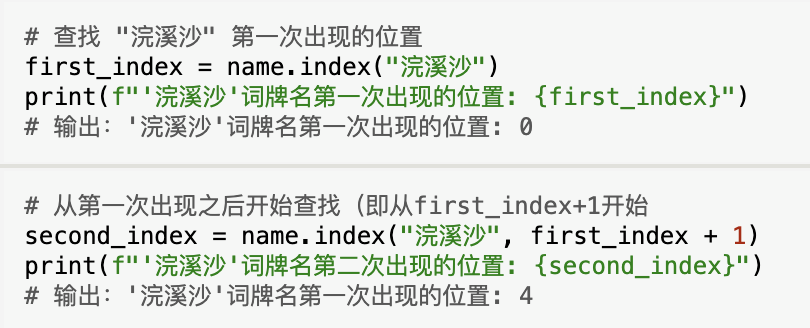 # 查找 "浣溪沙" 第一次出现的位置
first_index = name.index("浣溪沙")
print(f"'浣溪沙'词牌名第一次出现的位置: {first_index}")
# 输出: '浣溪沙'词牌名第一次出现的位置: 0
# 从第一次出现之后开始查找（即从first_index+1开始
second_index = name.index("浣溪沙", first_index + 1)
print(f"'浣溪沙'词牌名第二次出现的位置: {second_index}")
# 输出: '浣溪沙'词牌名第一次出现的位置: 4